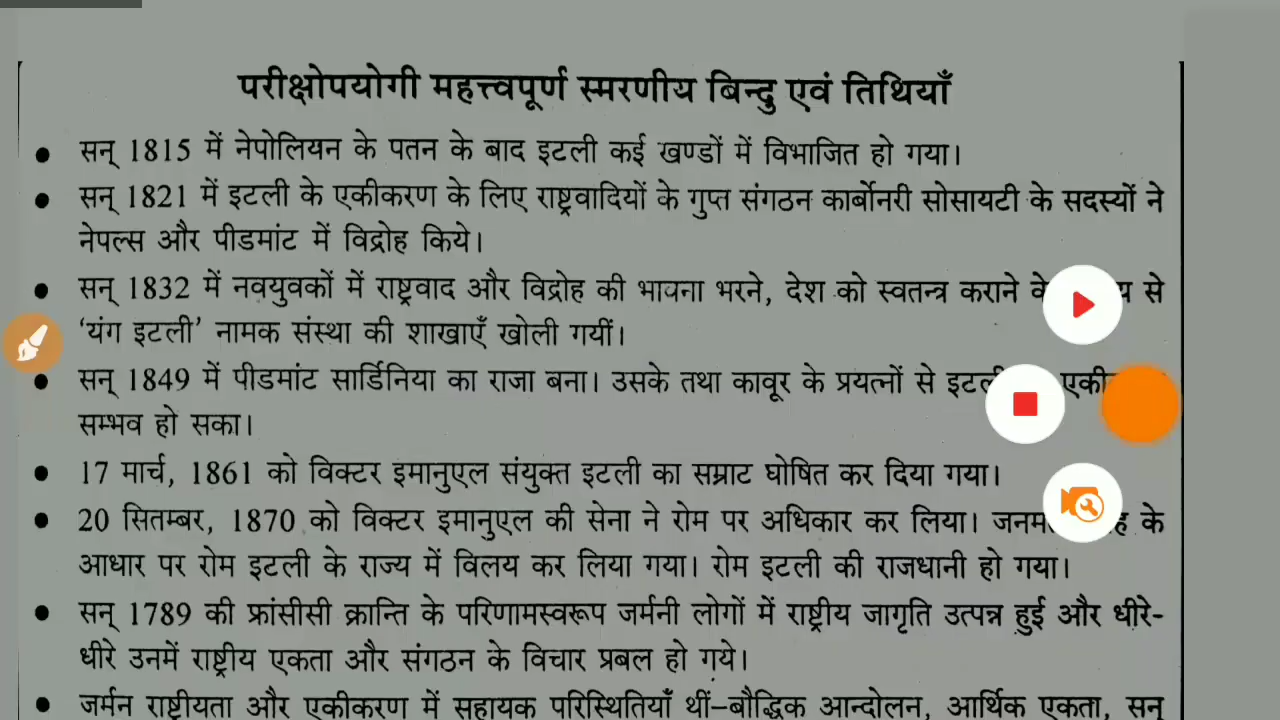 परीक्षोपयोगी महत्त्वपूर्ण स्मरणीय बिन्दु एवं तिथियाँ
• सन् 1815 में नेपोलियन के पतन के बाद इटली कई खण्डों में विभाजित हो गया।
• सन् 1821 में इटली के एकीकरण के लिए राष्ट्रवादियों के गुप्त संगठन कार्बोनरी सोसायटी के सदस्यों ने
नेपल्स और पीडमांट में विद्रोह किये।
• सन् 1832 में नवयुवकों में राष्ट्रवाद और विद्रोह की भावना भरने, देश को स्वतन्त्र कराने से
‘यंग इटली’ नामक संस्था की शाखाएँ खोली गयीं।
• सन् 1849 में पीडमांट सार्डिनिया का राजा बना। उसके तथा कावूर के प्रयत्नों से
सम्भव हो सका।
• 17 मार्च, 1861 को विक्टर इमानुएल संयुक्त इटली का सम्राट घोषित कर दिया गया।
• 20 सितम्बर, 1870 को विक्टर इमानुएल की सेना ने रोम पर अधिकार कर लिया। के
आधार पर रोम इटली के राज्य में विलय कर लिया गया। रोम इटली की राजधानी हो गया।
• सन् 1789 की फ्रांसीसी क्रान्ति के परिणामस्वरूप जर्मनी लोगों में राष्ट्रीय जागृति उत्पन्न हुई और धीरे-
धीरे उनमें राष्ट्रीय एकता और संगठन के विचार प्रबल हो गये।
• जर्मन राष्टीयता और एकीकरण में सहायक परिस्थितियाँ थीं–बौद्धिक आन्दोलन, आर्थिक एकता, सन्